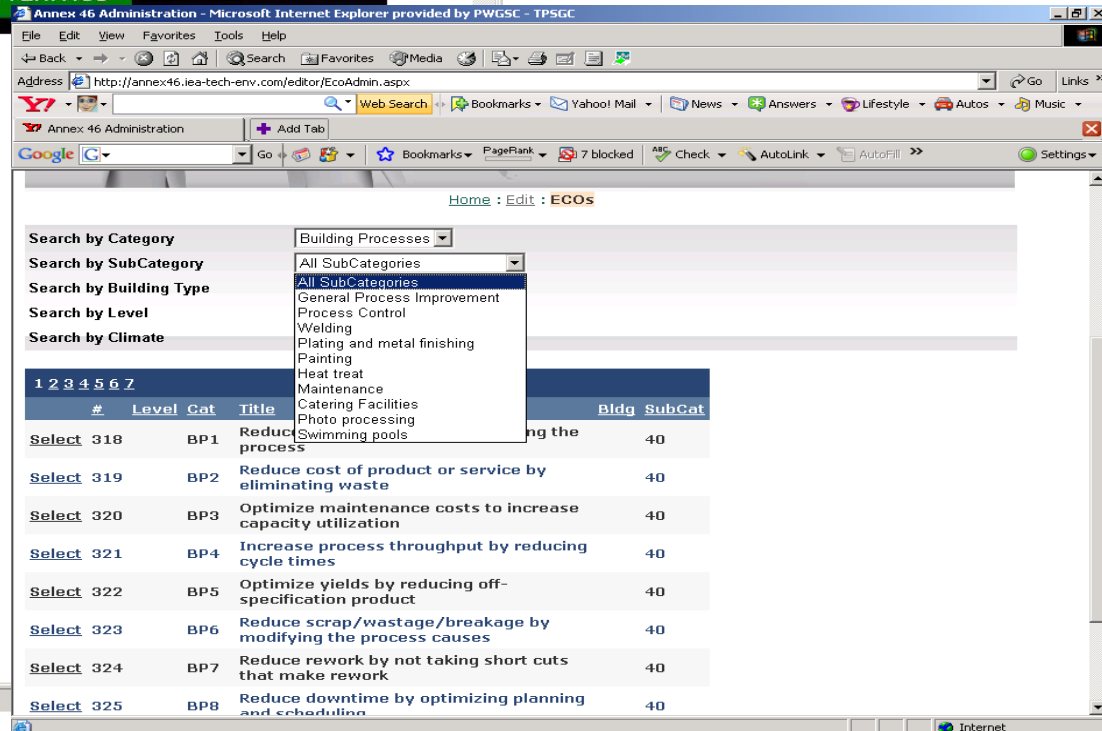 Annex 46 Administration - Microsoft Internet Explorer provided by PWGSC - TPSGC
File Edit View Favorites Tools Help
Back Search Favorites Media
Address http://annex46.iea-tech-env.com/editor/EcoAdmin.aspx Go Links »
Y! Web Search Bookmarks Yahoo! Mail News Answers Lifestyle Autos Music
Annex 46 Administration Add Tab
Google G Go Bookmarks PageRank 7 blocked ABC Check AutoLink AutoFill » Settings
Home : Edit : ECOs
Search by Category Building Processes
Search by SubCategory All SubCategories
All SubCategories
Search by Building Type
General Process Improvement
Search by Level Process Control
Welding
Search by Climate Plating and metal finishing
Painting
Heat treat
Maintenance
Catering Facilities
Photo processing
Swimming pools
1 2 3 4 5 6 7
# Level Cat Title Bldg SubCat
Select 318 BP1 Reduc ng the 40
process
Select 319 BP2 Reduce cost of product or service by 40
eliminating waste
Select 320 BP3 Optimize maintenance costs to increase 40
capacity utilization
Select 321 BP4 Increase process throughput by reducing 40
cycle times
Select 322 BP5 Optimize yields by reducing off- 40
specification product
Select 323 BP6 Reduce scrap/wastage/breakage by 40
modifying the process causes
Select 324 BP7 Reduce rework by not taking short cuts 40
that make rework
Select 325 BP8 Reduce downtime by optimizing planning 40
and scheduling
Internet